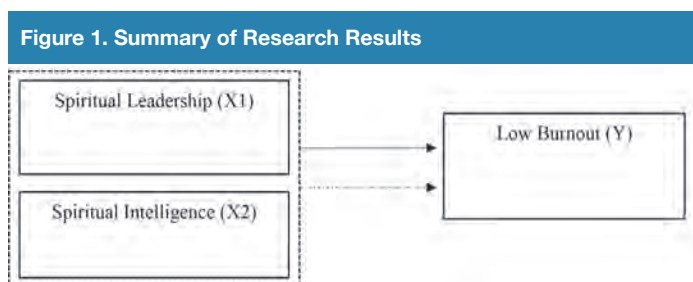 Figure 1. Summary of Research Results
Spiritual Leadership (X1)
Low Burnout (Y)
Spiritual Intelligence (X2)